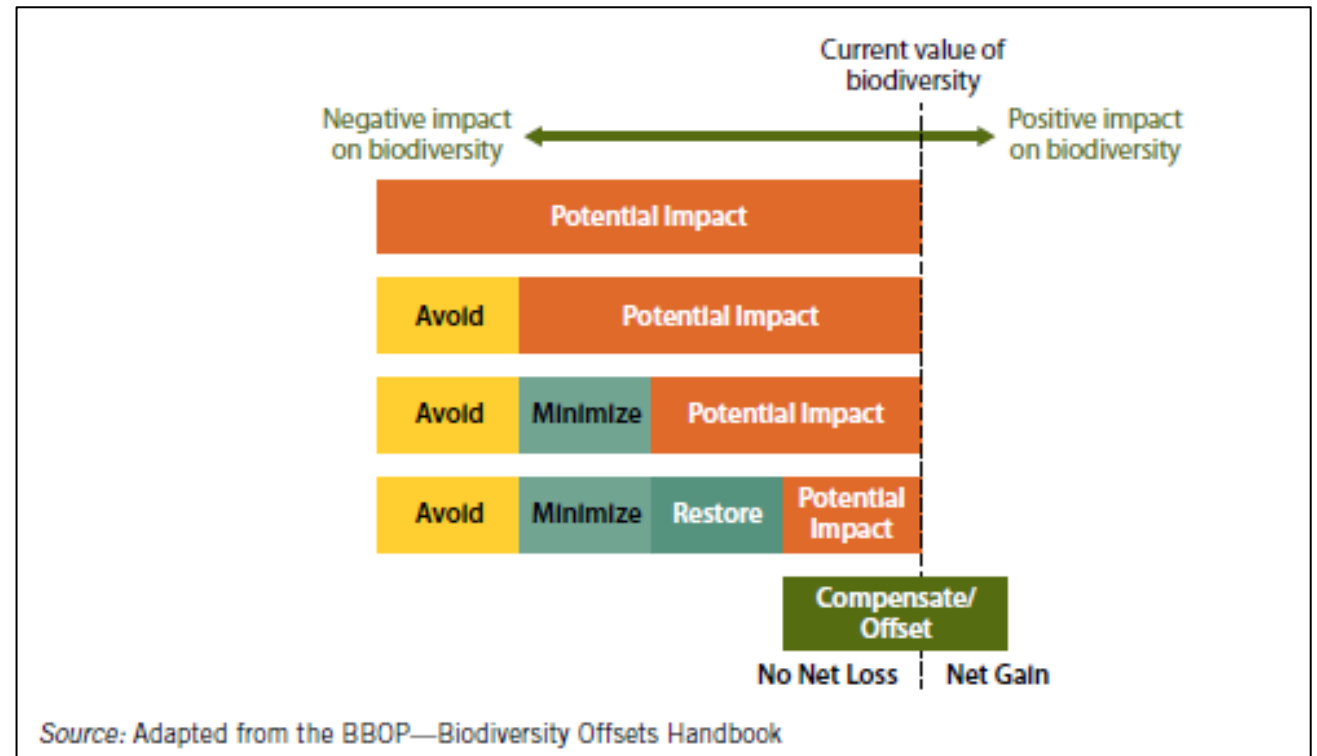 Current value of
biodiversity
Negative impact
on biodiversity
Positive impact
on biodiversity
Potential Impact
Avoid
Potential Impact
Avoid
Minimize
Potential Impact
Avoid
Minimize
Restore
Potential
Impact
Compensate/
Offset
No Net Loss
Net Gain
Source: Adapted from the BBOP—Biodiversity Offsets Handbook